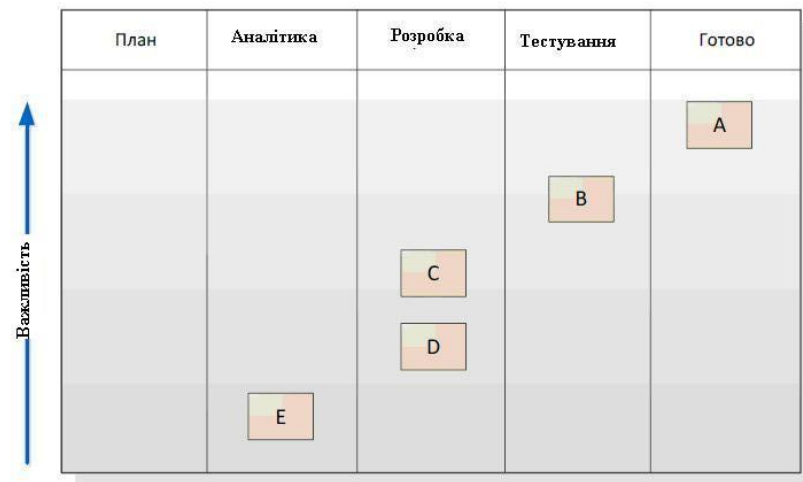 План
Аналітика
Розробка
Тестування
Готово
A
B
C
D
E
Важливість